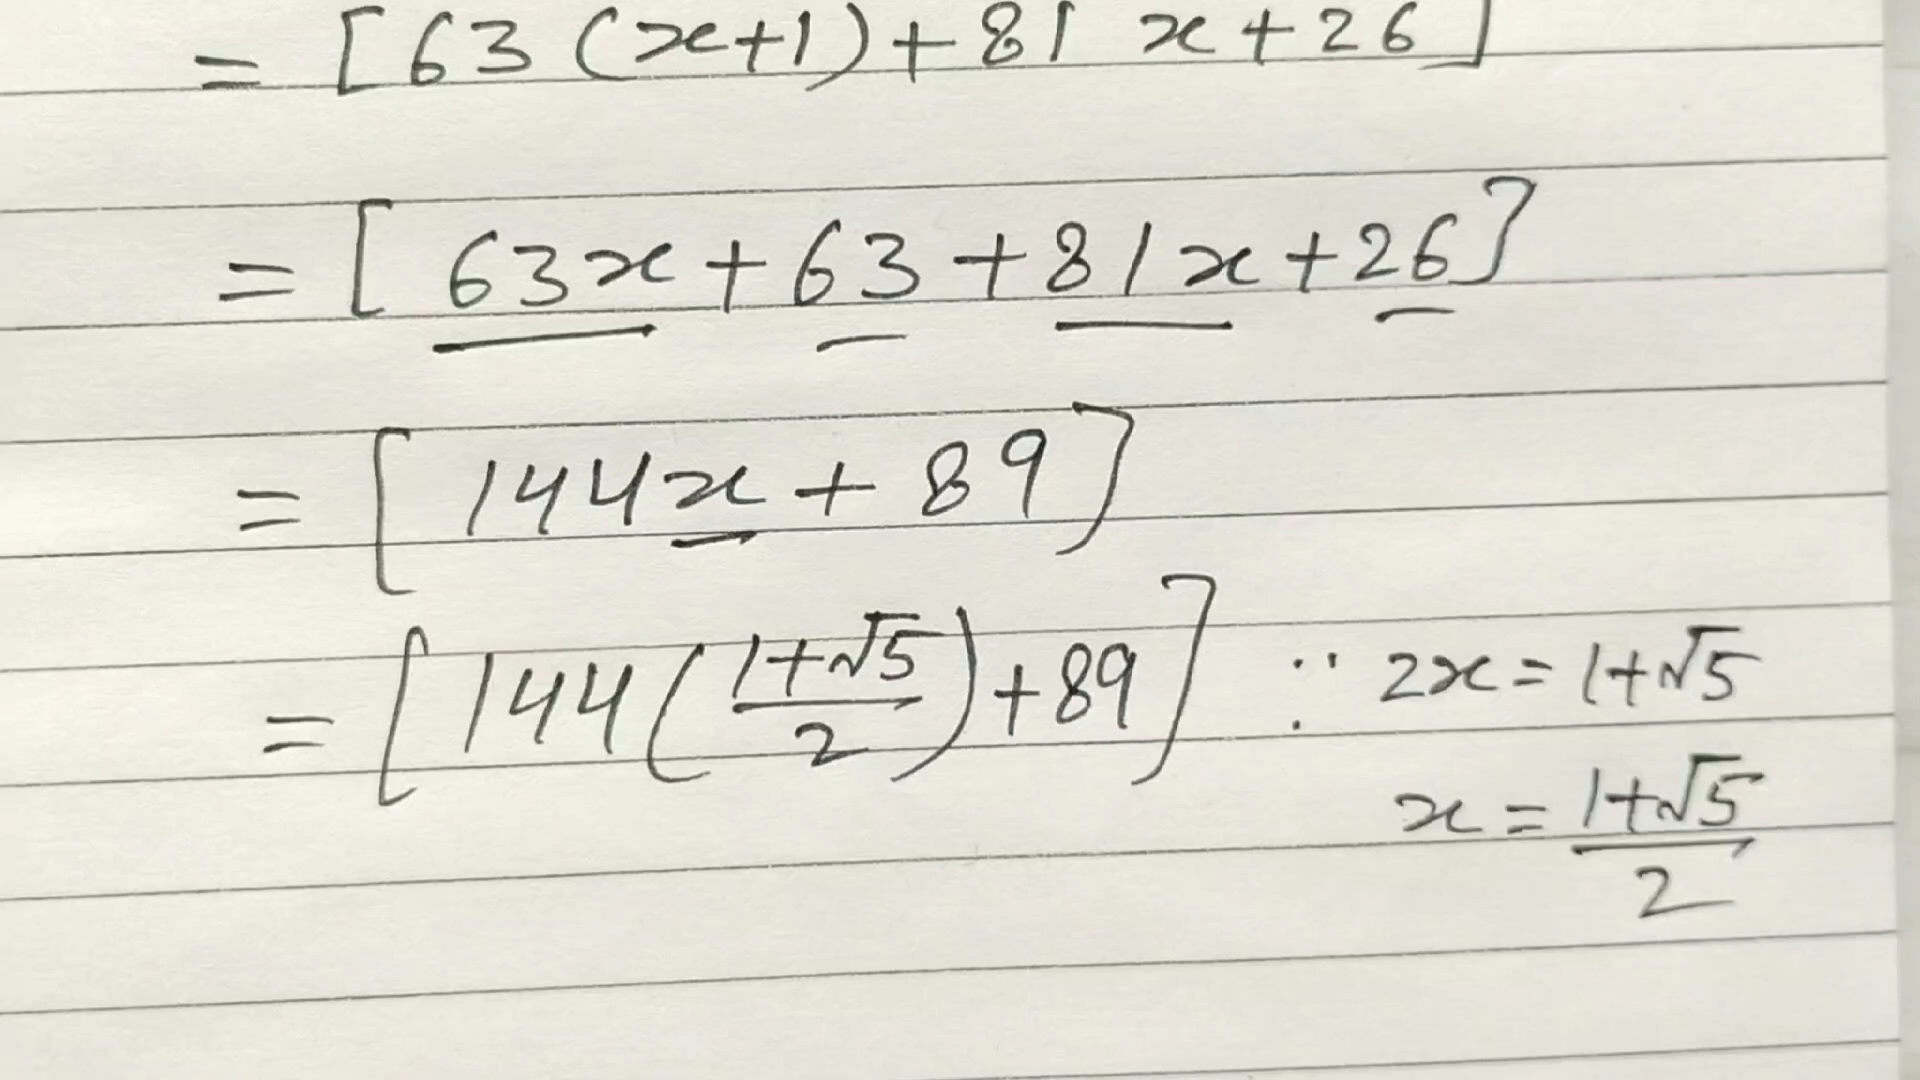 = [63 (x+1) + 81 x + 26]
= [63x + 63 + 81x + 26]
= [144x + 89]
= [144 ( (1+√5)/2 ) + 89] ∵ 2x = 1+√5
x = (1+√5)/2